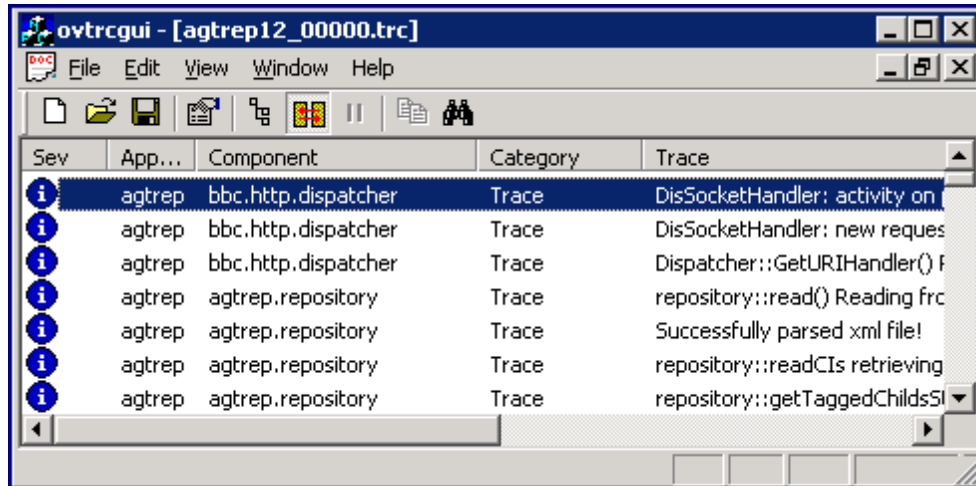 ovtrcgui - [agtrep12_00000.trc]
DOC File Edit View Window Help
Sev App... Component Category Trace
agtrep bbc.http.dispatcher Trace DisSocketHandler: activity on
agtrep bbc.http.dispatcher Trace DisSocketHandler: new reques
agtrep bbc.http.dispatcher Trace Dispatcher::GetURIHandler()
agtrep agtrep.repository Trace repository::read() Reading frc
agtrep agtrep.repository Trace Successfully parsed xml file!
agtrep agtrep.repository Trace repository::readCIs retrieving
agtrep agtrep.repository Trace repository::getTaggedChildsS